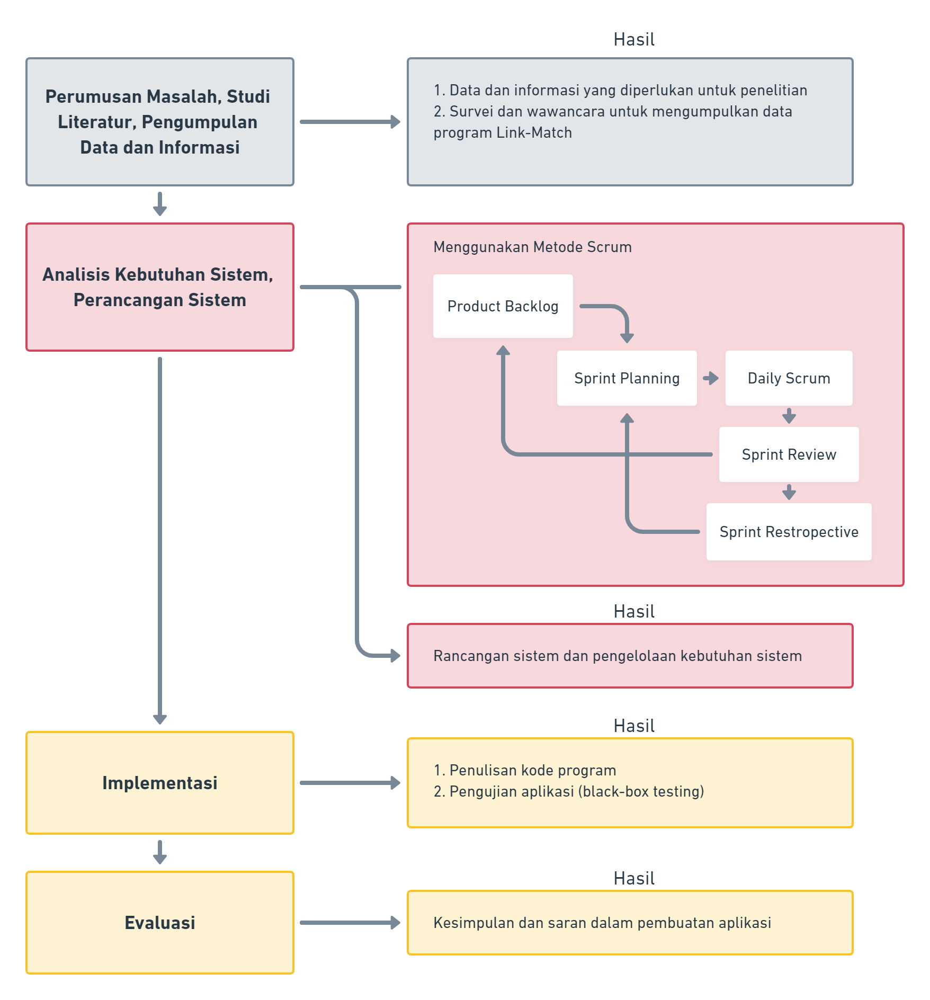 Hasil
Perumusan Masalah, Studi
Literatur, Pengumpulan
Data dan Informasi
1. Data dan informasi yang diperlukan untuk penelitian
2. Survei dan wawancara untuk mengumpulkan data
program Link-Match
Analisis Kebutuhan Sistem,
Perancangan Sistem
Menggunakan Metode Scrum
Product Backlog
Sprint Planning
Daily Scrum
Sprint Review
Sprint Restropective
Hasil
Rancangan sistem dan pengelolaan kebutuhan sistem
Implementasi
Hasil
1. Penulisan kode program
2. Pengujian aplikasi (black-box testing)
Evaluasi
Hasil
Kesimpulan dan saran dalam pembuatan aplikasi